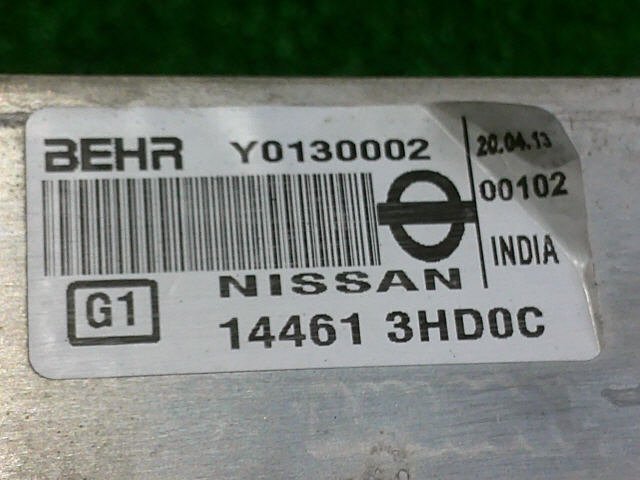 BEHR Y0130002
20.04.13
00102
INDIA
NISSAN
G1
14461 3HD0C